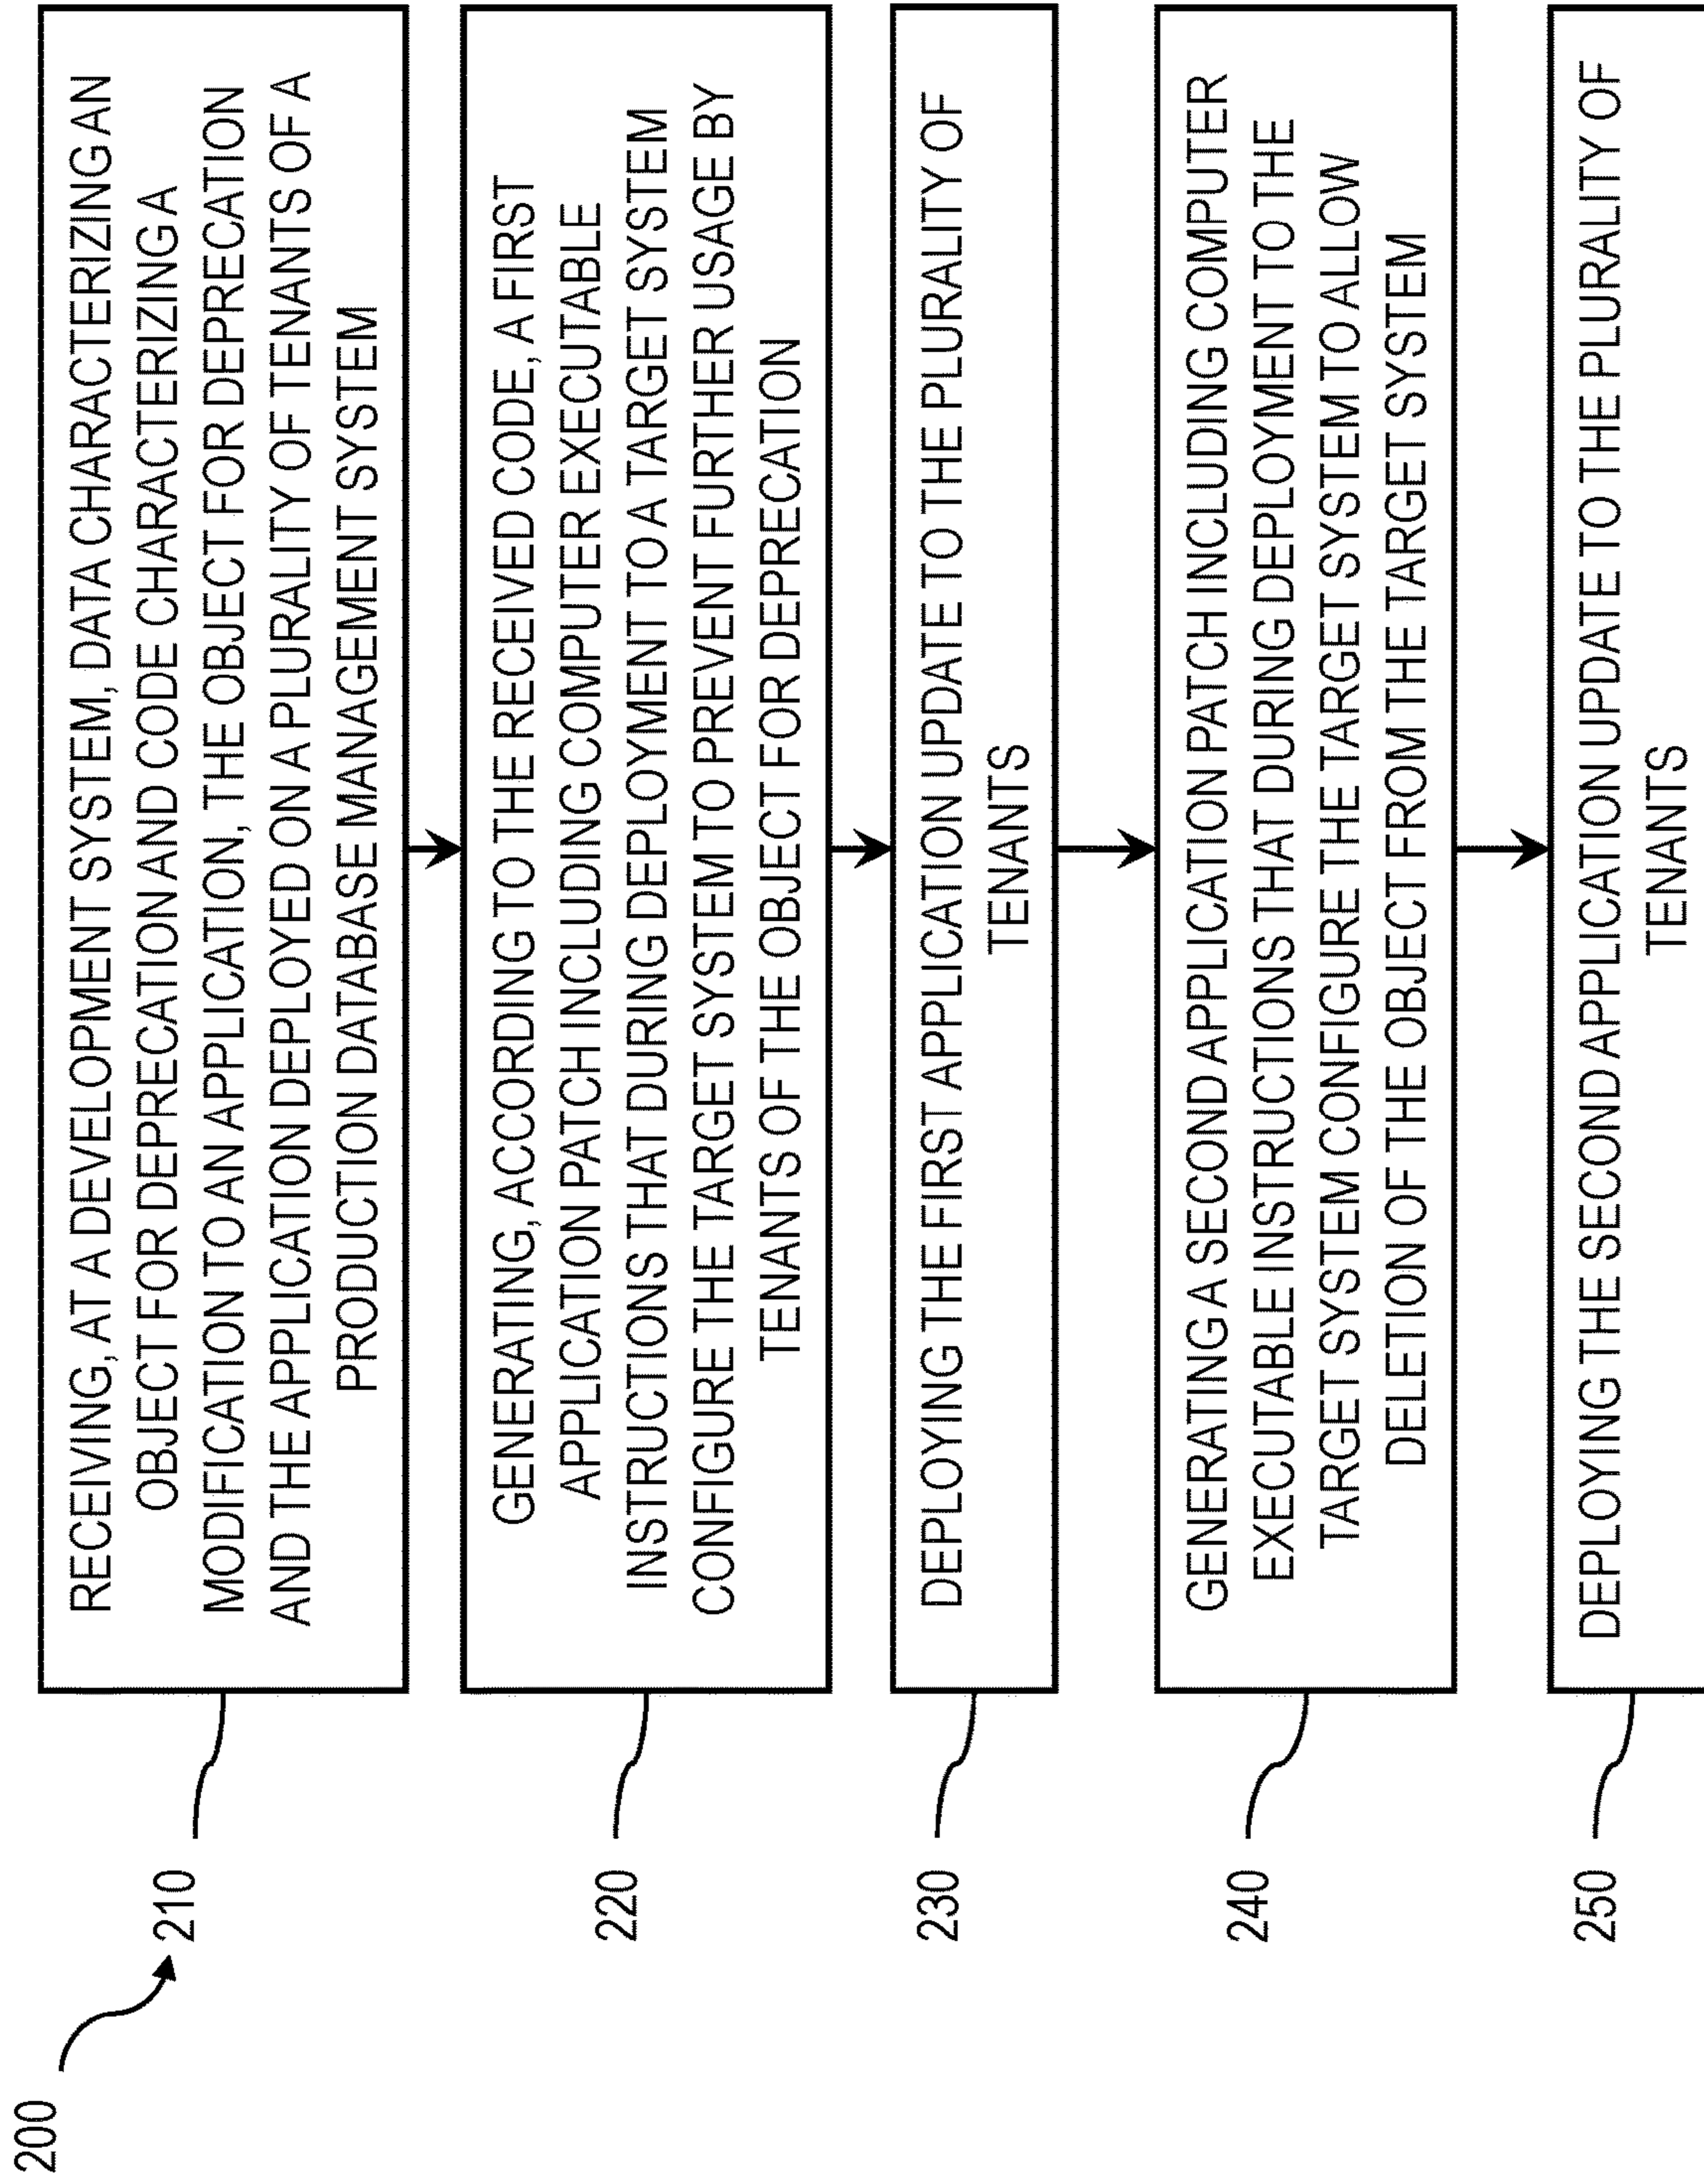 200
210
RECEIVING, AT A DEVELOPMENT SYSTEM, DATA CHARACTERIZING AN
OBJECT FOR DEPRECATION AND CODE CHARACTERIZING A
MODIFICATION TO AN APPLICATION, THE OBJECT FOR DEPRECATION
AND THE APPLICATION DEPLOYED ON A PLURALITY OF TENANTS OF A
PRODUCTION DATABASE MANAGEMENT SYSTEM
220
GENERATING, ACCORDING TO THE RECEIVED CODE, A FIRST
APPLICATION PATCH INCLUDING COMPUTER EXECUTABLE
INSTRUCTIONS THAT DURING DEPLOYMENT TO A TARGET SYSTEM
CONFIGURE THE TARGET SYSTEM TO PREVENT FURTHER USAGE BY
TENANTS OF THE OBJECT FOR DEPRECATION
230
DEPLOYING THE FIRST APPLICATION UPDATE TO THE PLURALITY OF
TENANTS
240
GENERATING A SECOND APPLICATION PATCH INCLUDING COMPUTER
EXECUTABLE INSTRUCTIONS THAT DURING DEPLOYMENT TO THE
TARGET SYSTEM CONFIGURE THE TARGET SYSTEM TO ALLOW
DELETION OF THE OBJECT FROM THE TARGET SYSTEM
250
DEPLOYING THE SECOND APPLICATION UPDATE TO THE PLURALITY OF
TENANTS